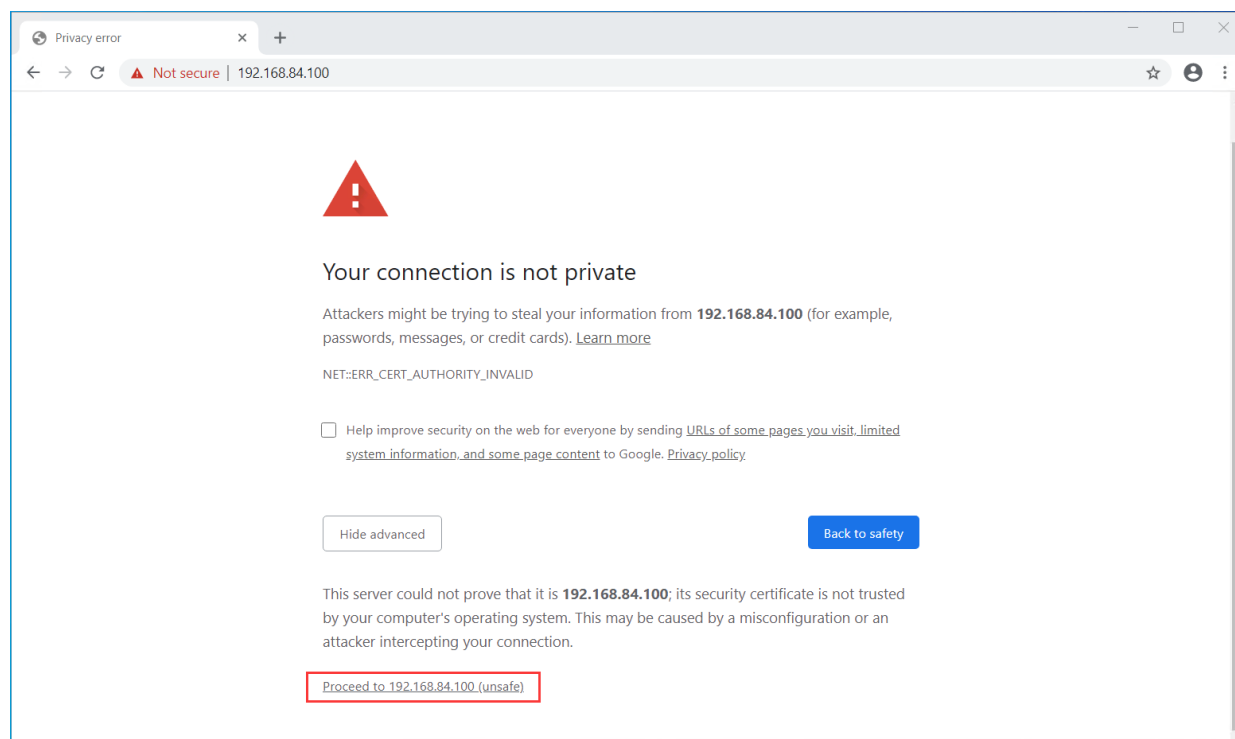 Privacy error
Not secure | 192.168.84.100
Your connection is not private
Attackers might be trying to steal your information from 192.168.84.100 (for example,
passwords, messages, or credit cards). Learn more
NET::ERR_CERT_AUTHORITY_INVALID
Help improve security on the web for everyone by sending URLs of some pages you visit, limited
system information, and some page content to Google. Privacy policy
Hide advanced
Back to safety
This server could not prove that it is 192.168.84.100; its security certificate is not trusted
by your computer's operating system. This may be caused by a misconfiguration or an
attacker intercepting your connection.
Proceed to 192.168.84.100 (unsafe)